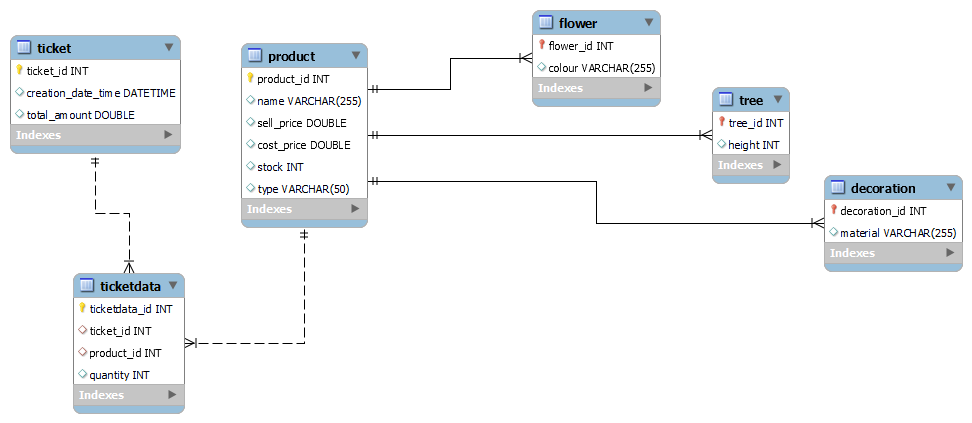 ticket
ticket_id INT
creation_date_time DATETIME
total_amount DOUBLE
Indexes
product
product_id INT
name VARCHAR(255)
sell_price DOUBLE
cost_price DOUBLE
stock INT
type VARCHAR(50)
Indexes
flower
flower_id INT
colour VARCHAR(255)
Indexes
tree
tree_id INT
height INT
Indexes
decoration
decoration_id INT
material VARCHAR(255)
Indexes
ticketdata
ticketdata_id INT
ticket_id INT
product_id INT
quantity INT
Indexes